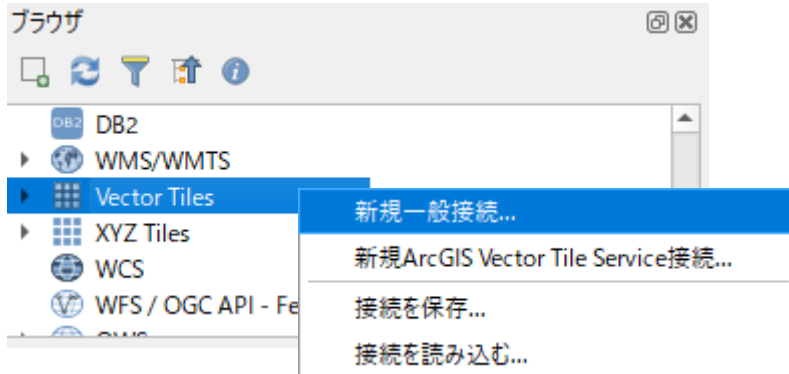 ブラウザ
DB2 DB2
WMS/WMTS
Vector Tiles
XYZ Tiles
WCS
WFS / OGC API - Fe
新規一般接続...
新規ArcGIS Vector Tile Service接続...
接続を保存...
接続を読み込む...